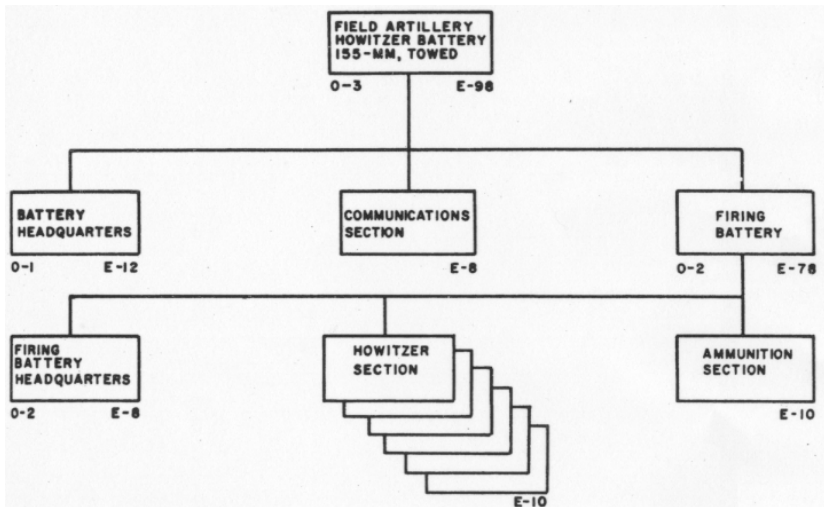 FIELD ARTILLERY
HOWITZER BATTERY
155-MM, TOWED
O-3 E-98
BATTERY
HEADQUARTERS
O-1 E-12
COMMUNICATIONS
SECTION
E-8
FIRING
BATTERY
O-2 E-78
FIRING
BATTERY
HEADQUARTERS
O-2 E-8
HOWITZER
SECTION
E-10
AMMUNITION
SECTION
E-10